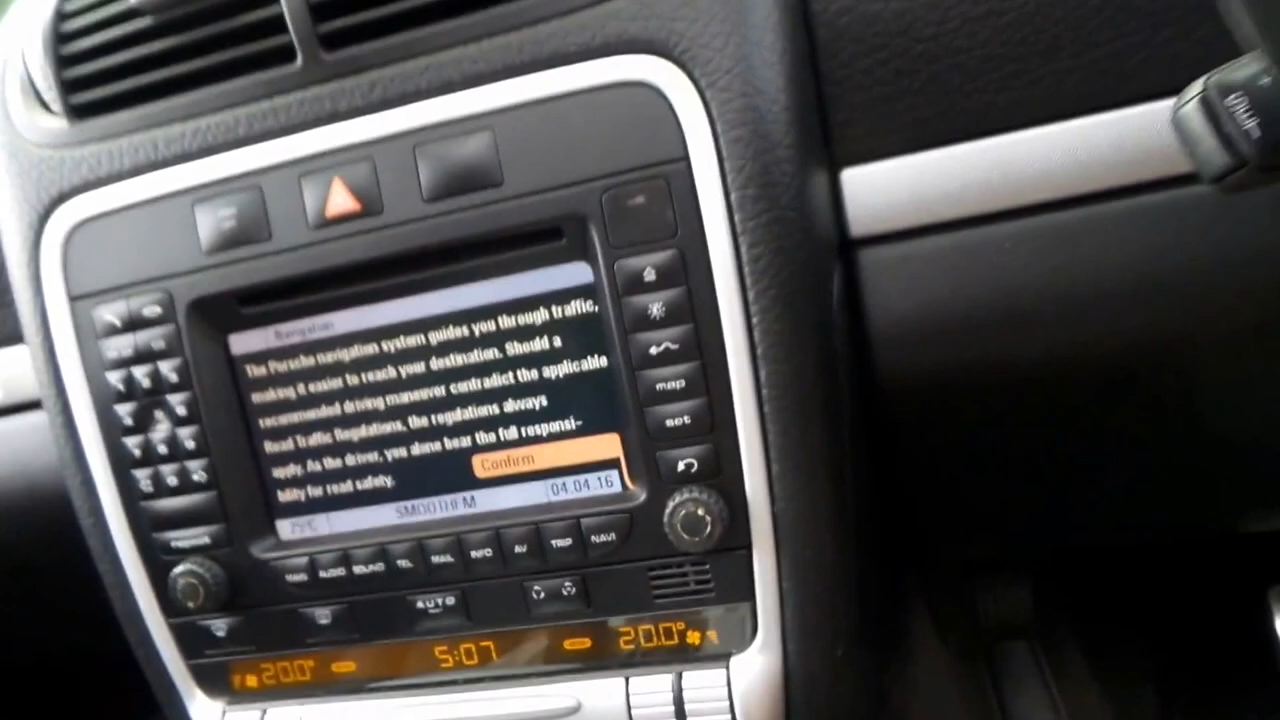 Navigation
The Porsche navigation system guides you through traffic,
making it easier to reach your destination. Should a
recommended driving maneuver contradict the applicable
Road Traffic Regulations, the regulations always
apply. As the driver, you alone bear the full responsi-
bility for road safety.
Confirm
SMOOTHFM
04.04.16
map
set
MAIN AUDIO SOUND TEL MAIL INFO AV TRIP NAVI
AUTO
20.0° 5:07 20.0°